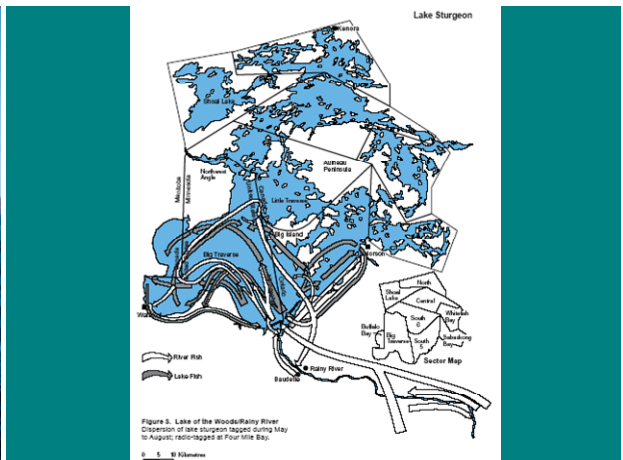 Lake Sturgeon
Kenora
Shoal Lake
Aulneau
Peninsula
Northwest
Angle
Manitoba
Minnesota
Little Traverse
Big Island
Big Traverse
River Fish
Lake Fish
Rainy River
Baudette
North
Shoal
Lake
Central
Whitefish
Bay
South
6
Buffalo
Bay
Big
Traverse
South
5
Sabaskong
Bay
Sector Map
Figure 5. Lake of the Woods/Rainy River
Dispersion of lake sturgeon tagged during May
to August; radio-tagged at Four Mile Bay.
0 5 10 Kilometres